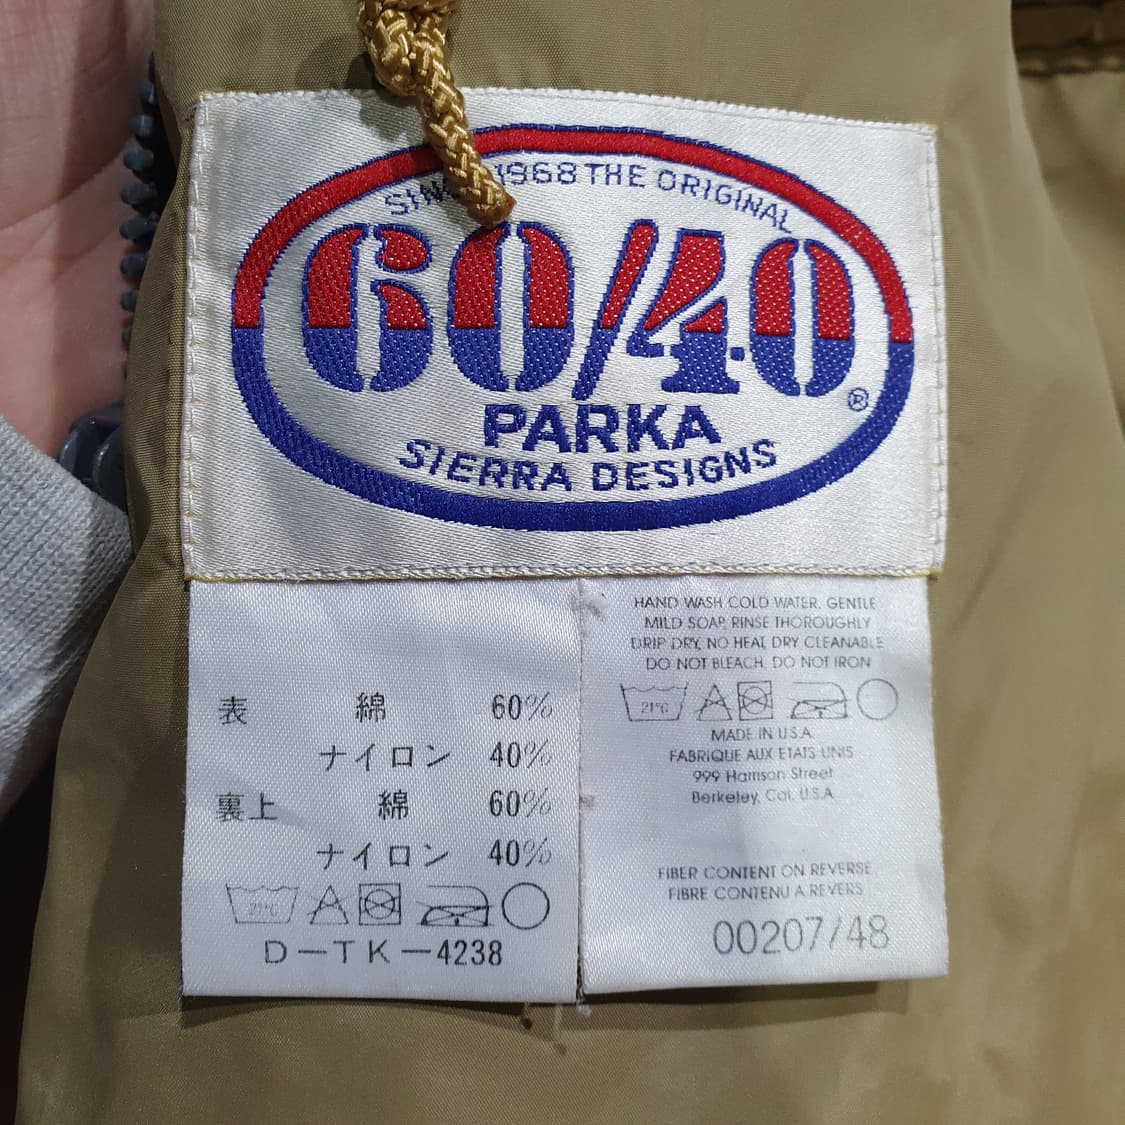 1968 THE ORIGINAL
60/40
®
PARKA
SIERRA DESIGNS
表 綿 60%
ナイロン 40%
裏上 綿 60%
ナイロン 40%
21°C
D-TK-4238
HAND WASH COLD WATER, GENTLE
MILD SOAP, RINSE THOROUGHLY
DRIP DRY, NO HEAT, DRY CLEANABLE
DO NOT BLEACH, DO NOT IRON
21°C
MADE IN U.S.A.
FABRIQUE AUX ETATS UNIS
999 Harrison Street
Berkeley, Cal. U.S.A.
FIBER CONTENT ON REVERSE
FIBRE CONTENU A REVERS
00207/48